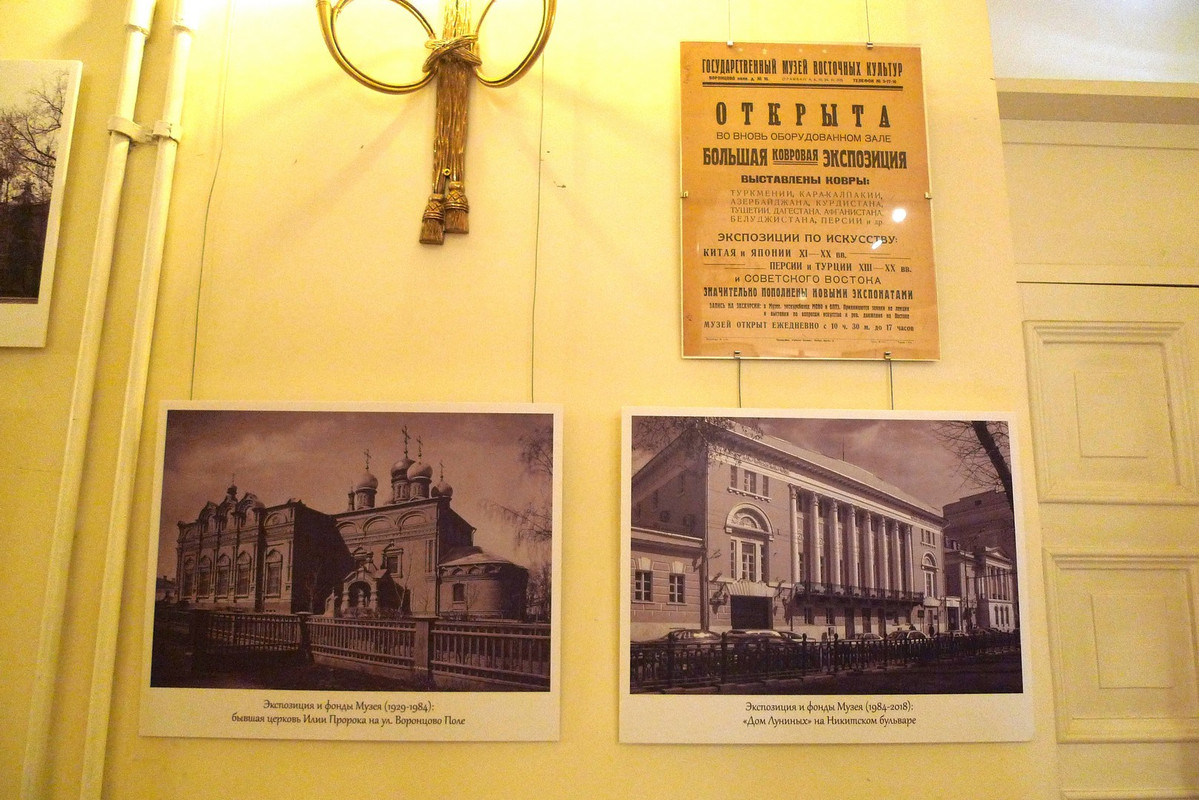 ГОСУДАРСТВЕННЫЙ МУЗЕЙ ВОСТОЧНЫХ КУЛЬТУР
ОТКРЫТА
ВО ВНОВЬ ОБОРУДОВАННОМ ЗАЛЕ
БОЛЬШАЯ КОВРОВАЯ ЭКСПОЗИЦИЯ
ВЫСТАВЛЕНЫ КОВРЫ:
ТУРКМЕНИИ, КАРА-КАЛПАКИИ,
АЗЕРБАЙДЖАНА, КУРДИСТАНА,
ТУШЕТИИ, ДАГЕСТАНА, АФГАНИСТАНА,
БЕЛУДЖИСТАНА, ПЕРСИИ и др.
ЭКСПОЗИЦИИ ПО ИСКУССТВУ:
КИТАЯ и ЯПОНИИ XI—XX вв.
ПЕРСИИ и ТУРЦИИ XIII—XX вв.
и СОВЕТСКОГО ВОСТОКА
ЗНАЧИТЕЛЬНО ПОПОЛНЕНЫ НОВЫМИ ЭКСПОНАТАМИ
МУЗЕЙ ОТКРЫТ ЕЖЕДНЕВНО с 10 ч. 30 м. до 17 часов
Экспозиция и фонды Музея (1929-1984):
бывшая церковь Илии Пророка на ул. Воронцово Поле
Экспозиция и фонды Музея (1984-2018):
«Дом Луниных» на Никитском бульваре